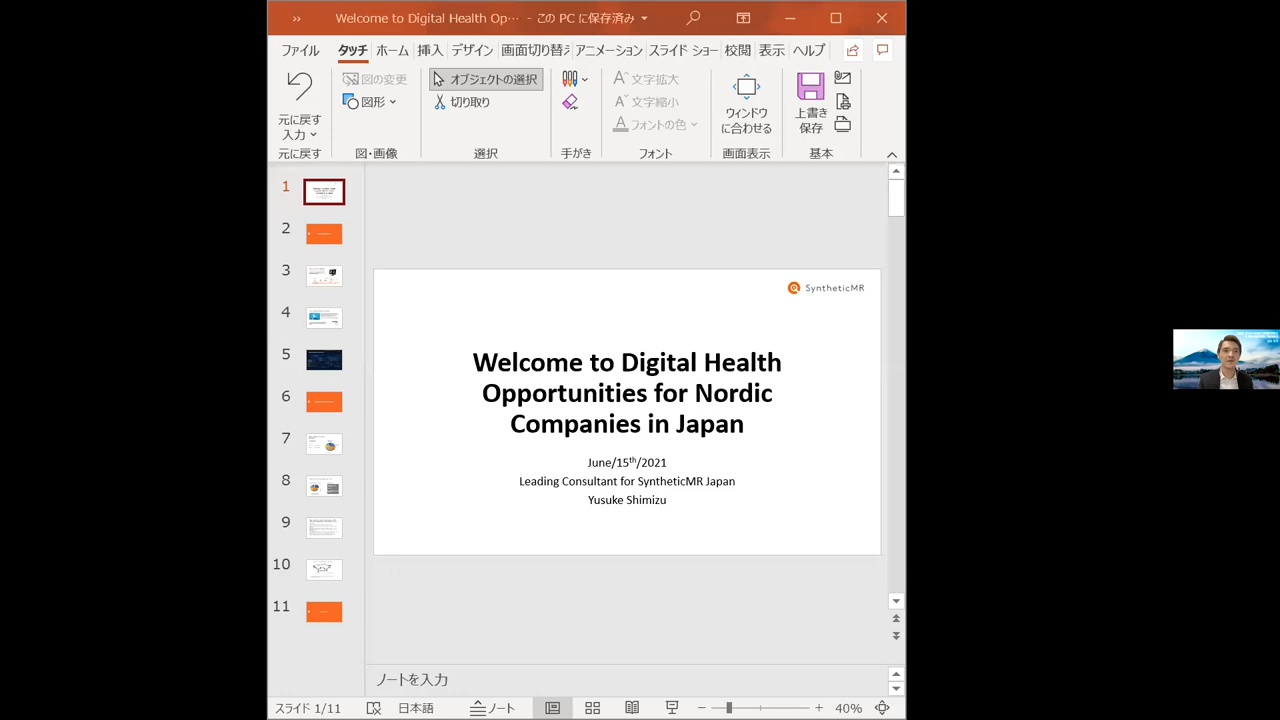 Welcome to Digital Health Op… - この PC に保存済み
ファイル タッチ ホーム 挿入 デザイン 画面切り替え アニメーション スライド ショー 校閲 表示 ヘルプ
図の変更 オブジェクトの選択 文字拡大
図形 切り取り 文字縮小
元に戻す ウィンドウ 上書き
入力 フォントの色 に合わせる 保存
元に戻す 図・画像 選択 手がき フォント 画面表示 基本
1
2
3
4
5
6
7
8
9
10
11
SyntheticMR
Welcome to Digital Health
Opportunities for Nordic
Companies in Japan
June/15th/2021
Leading Consultant for SyntheticMR Japan
Yusuke Shimizu
ノートを入力
スライド 1/11 日本語 ノート 40%